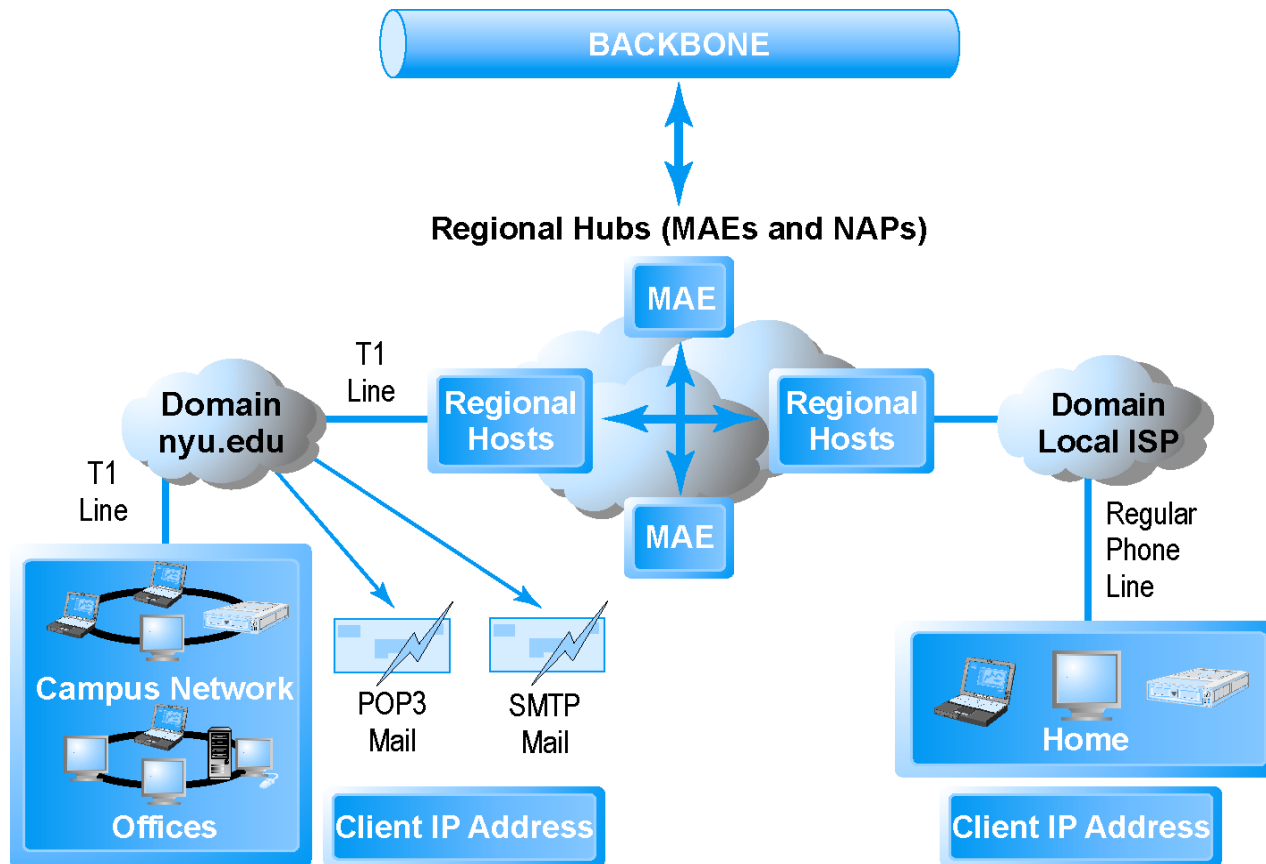 BACKBONE
Regional Hubs (MAEs and NAPs)
MAE
T1
Line
Regional
Hosts
Regional
Hosts
Domain
nyu.edu
Domain
Local ISP
T1
Line
MAE
Regular
Phone
Line
Campus Network
POP3
Mail
SMTP
Mail
Home
Offices
Client IP Address
Client IP Address